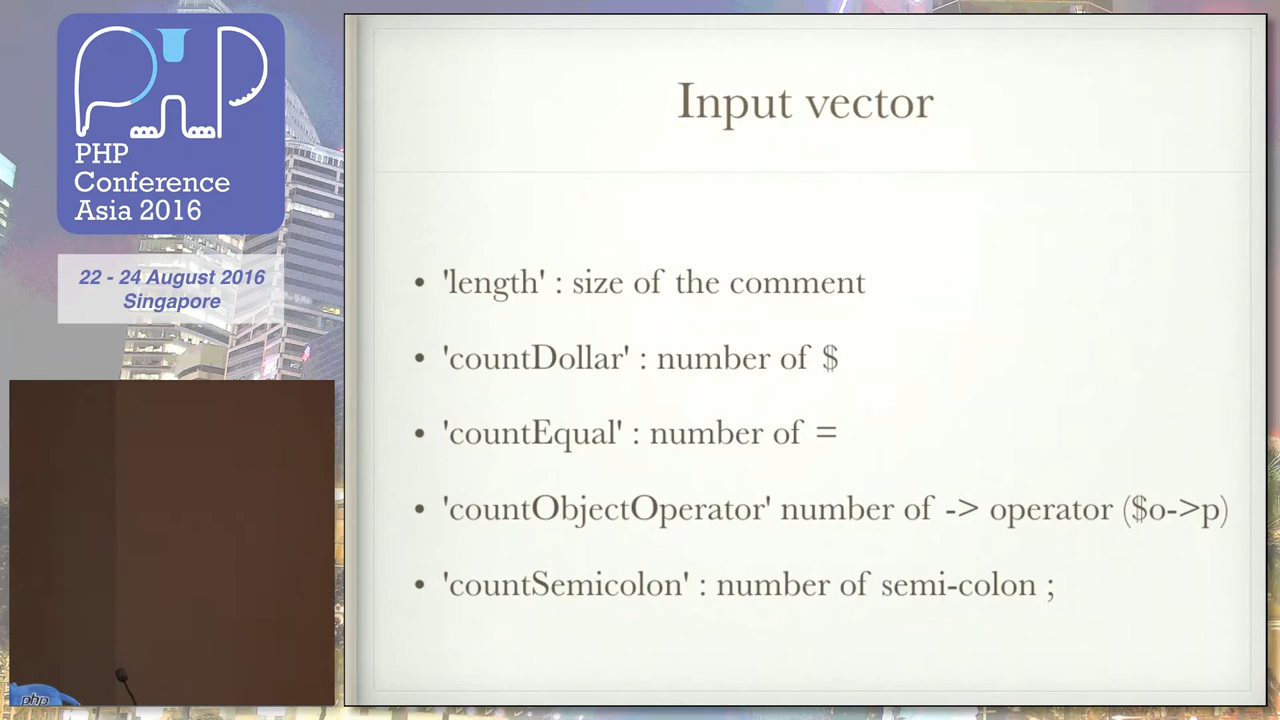 PHP
Conference
Asia 2016
22 - 24 August 2016
Singapore
php
Input vector
• 'length' : size of the comment
• 'countDollar' : number of $
• 'countEqual' : number of =
• 'countObjectOperator' number of -> operator ($o->p)
• 'countSemicolon' : number of semi-colon ;